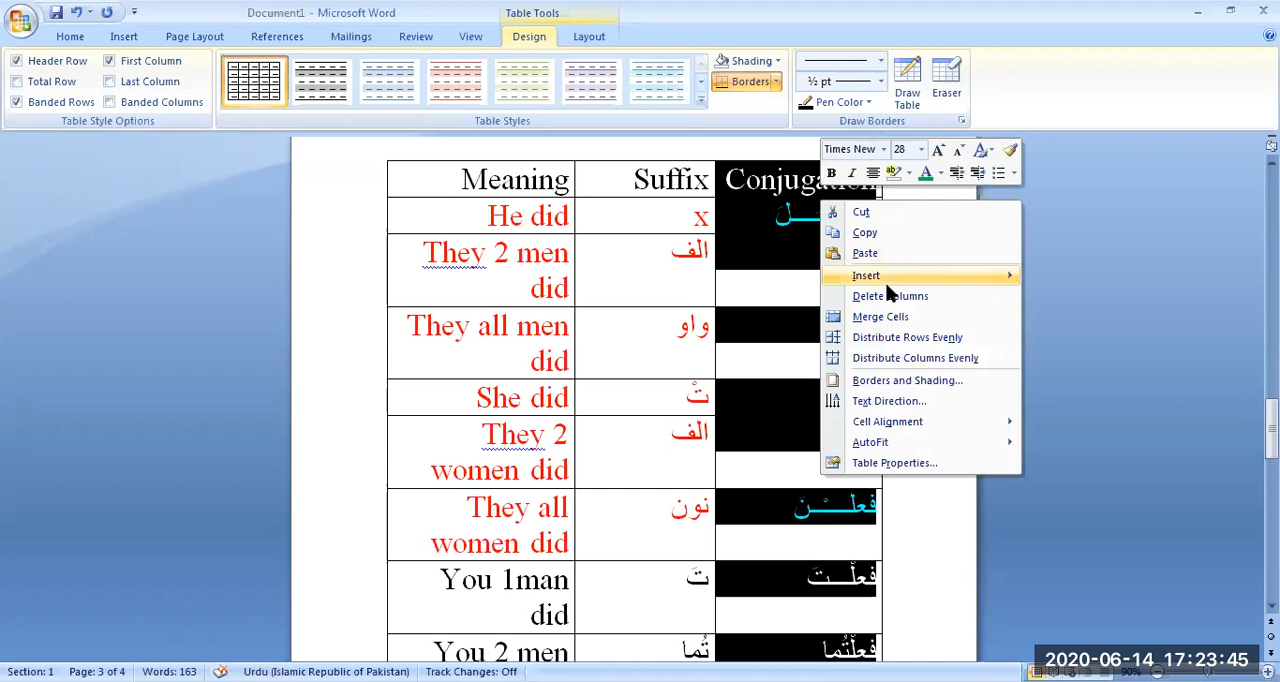 Document1 - Microsoft Word
Table Tools
Home Insert Page Layout References Mailings Review View Design Layout
Header Row First Column
Total Row Last Column
Banded Rows Banded Columns
Table Style Options
Table Styles
Shading
Borders
½ pt
Pen Color
Draw Table
Eraser
Draw Borders
Times New 28
Meaning Suffix Conjugation
He did x
They 2 men did الف
They all men did واو
She did تْ
They 2 women did الف
They all women did نون فعلـــْــنَ
You 1man did تَ فعلْـــتَ
You 2 men تُما فعلْتُما
Cut
Copy
Paste
Insert
Delete Columns
Merge Cells
Distribute Rows Evenly
Distribute Columns Evenly
Borders and Shading...
Text Direction...
Cell Alignment
AutoFit
Table Properties...
Section: 1 Page: 3 of 4 Words: 163 Urdu (Islamic Republic of Pakistan) Track Changes: Off 90%
2020-06-14 17:23:45